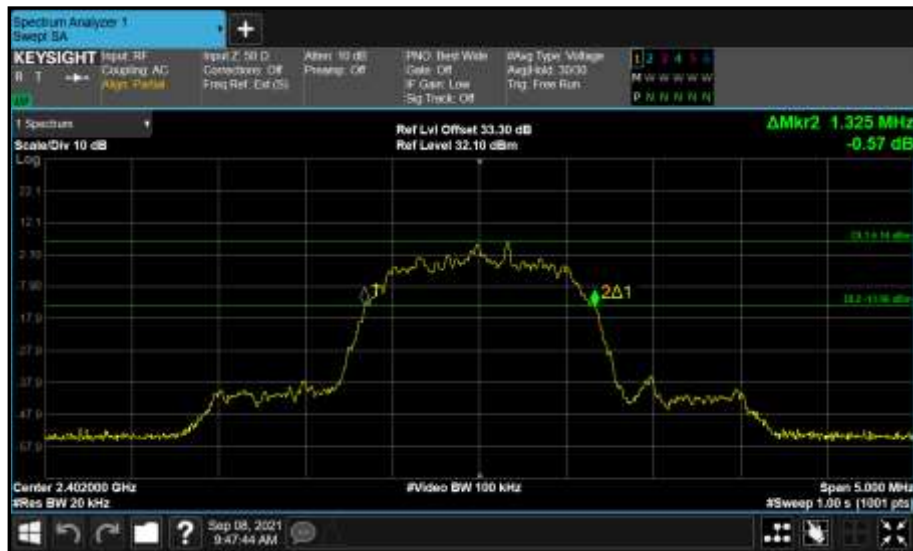 Spectrum Analyzer 1
Swept SA
+
KEYSIGHT
R T
Input: RF
Coupling: AC
Align: Partial
Input Z: 50 Ω
Corrections: Off
Freq Ref: Ext (S)
Atten: 10 dB
Preamp: Off
PNO: Best Wide
Gate: Off
IF Gain: Low
Sig Track: Off
#Avg Type: Voltage
Avg|Hold: 30/30
Trig: Free Run
1 2 3 4 5 6
M W W W W W
P N N N N N
1 Spectrum
Scale/Div 10 dB
Ref Lvl Offset 33.30 dB
Ref Level 32.10 dBm
ΔMkr2 1.325 MHz
-0.57 dB
Log
22.1
12.1
2.10
-7.90
-17.9
-27.9
-37.9
-47.9
-57.9
1
2Δ1
Center 2.402000 GHz
#Res BW 20 kHz
#Video BW 100 kHz
Span 5.000 MHz
#Sweep 1.00 s (1001 pts)
?
Sep 08, 2021
9:47:44 AM